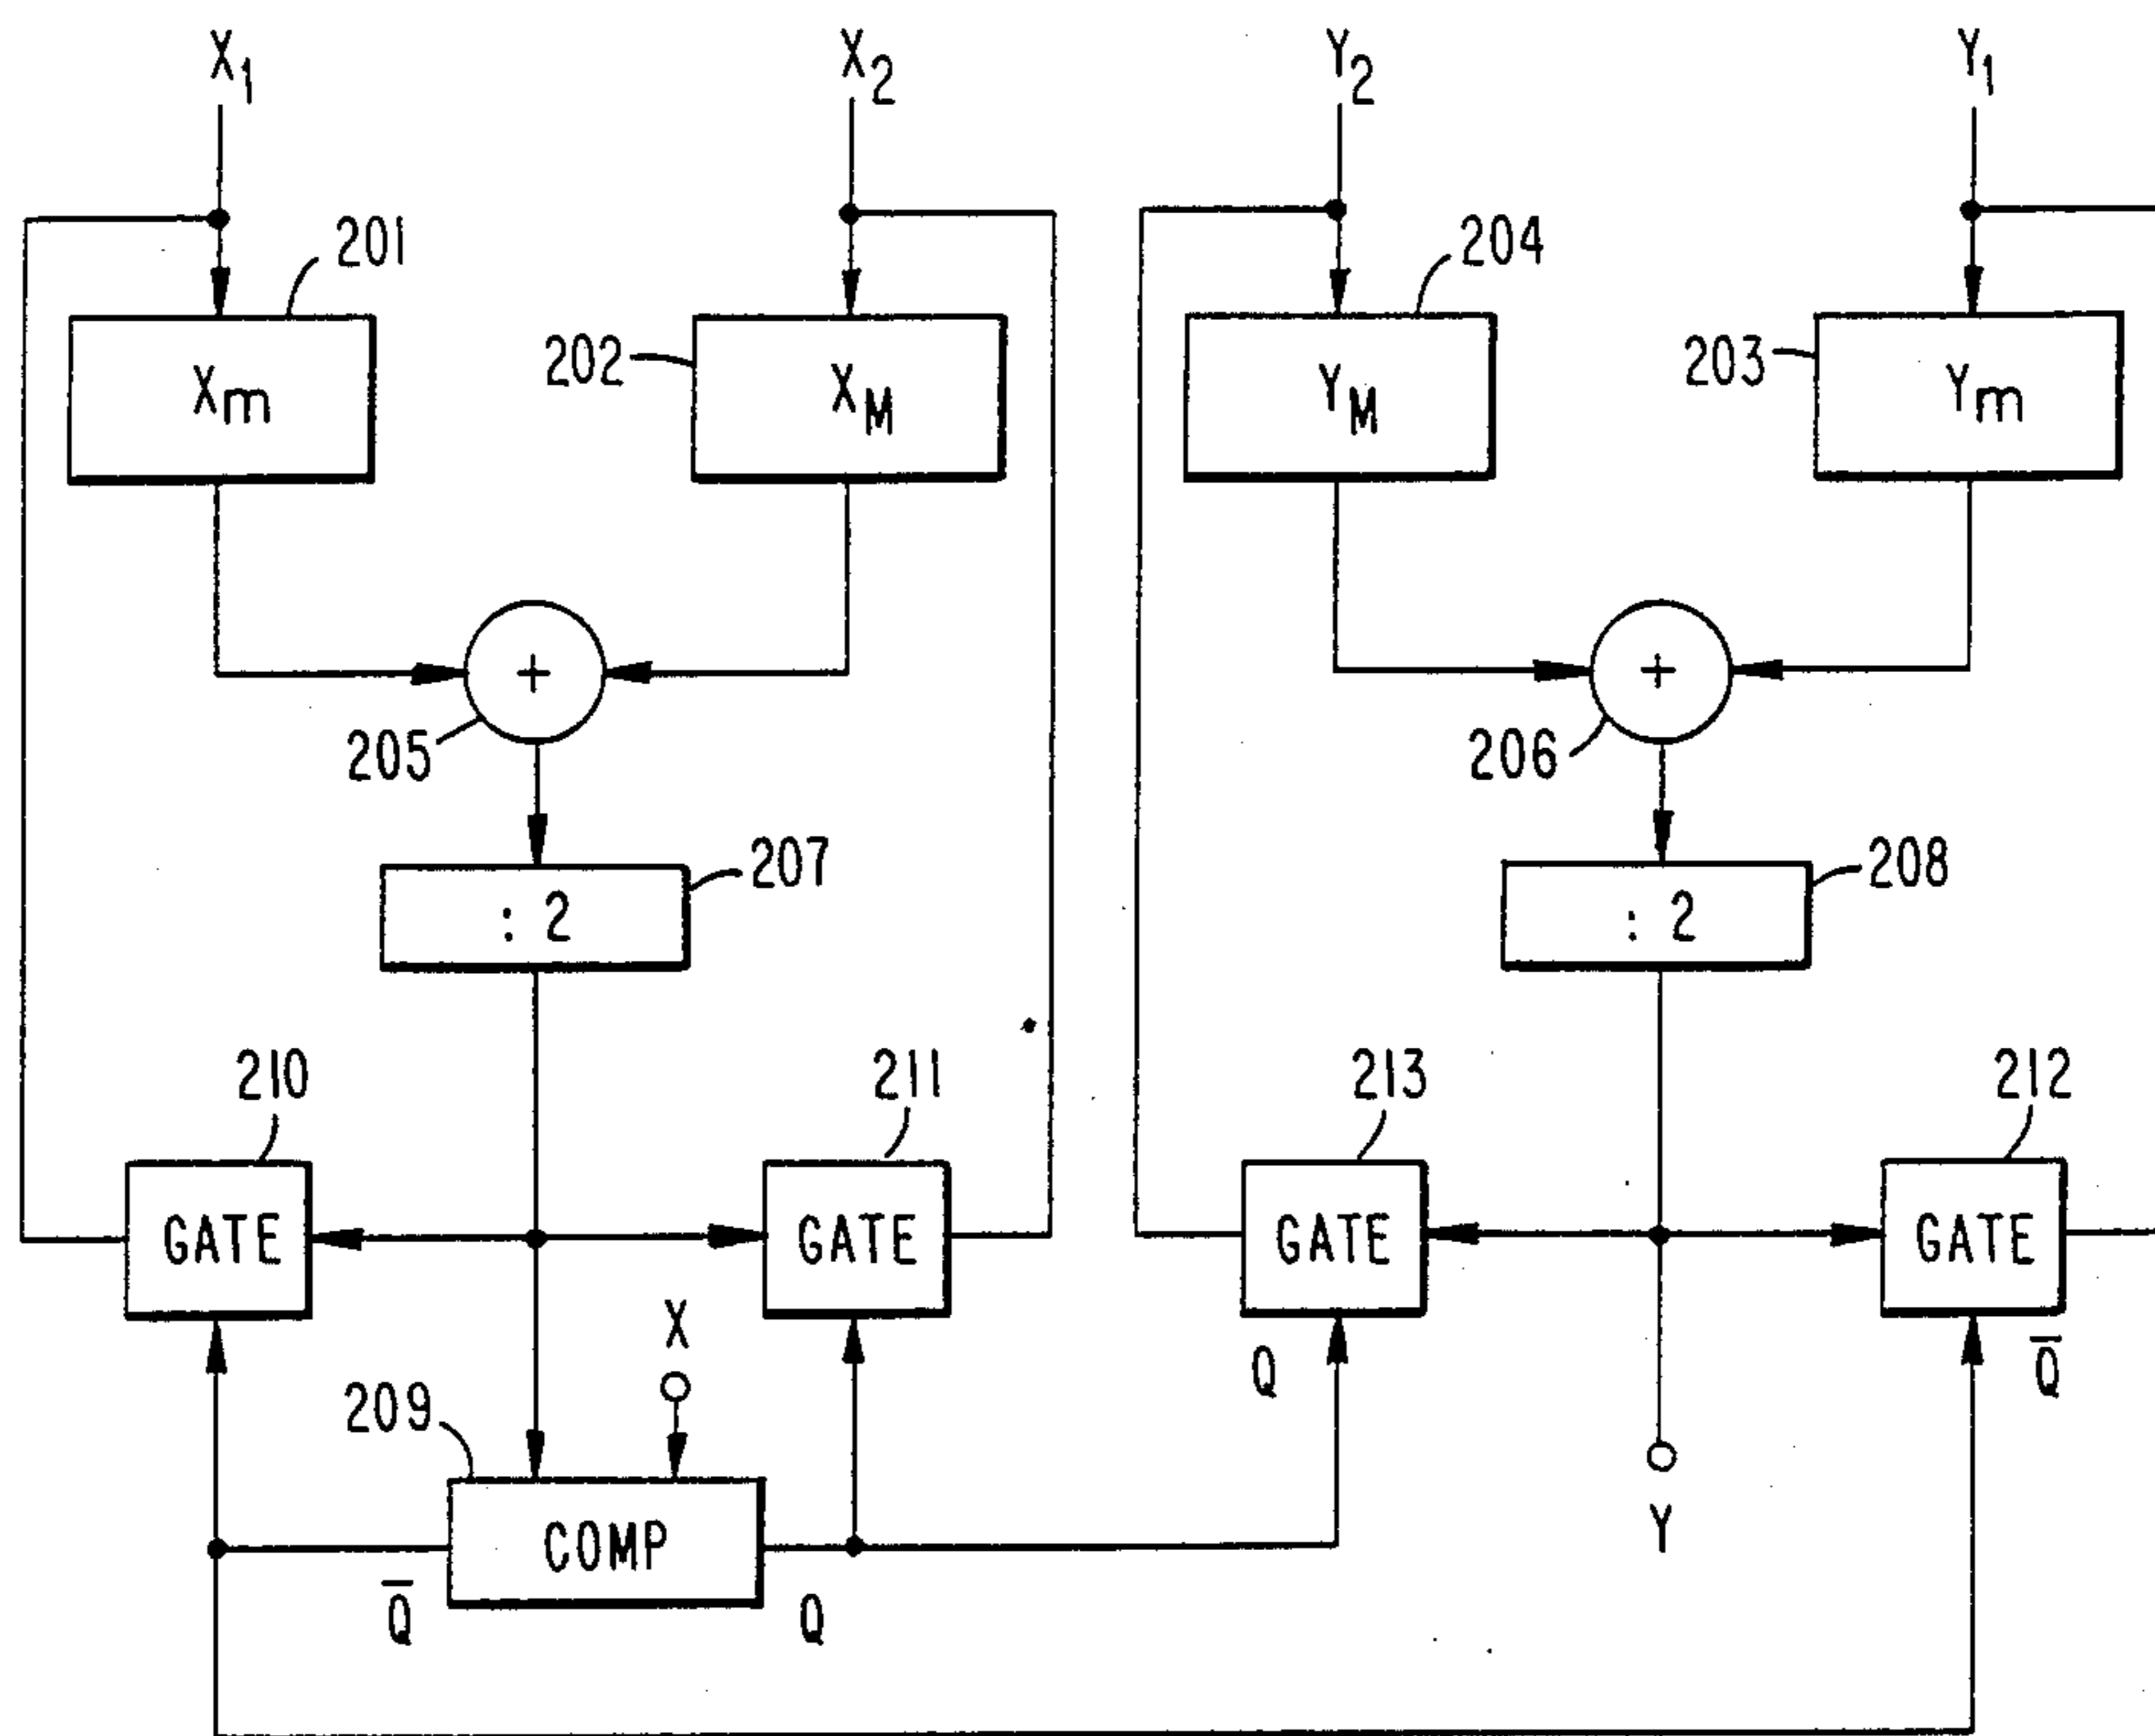 X₁ X₂ Y₂ Y₁
201 204
202 203
Xm XM YM Ym
+ +
205 206
207 208
: 2 : 2
210 211 213 212
GATE GATE GATE GATE
X
209 Q Q̅
COMP Y
Q̅ Q